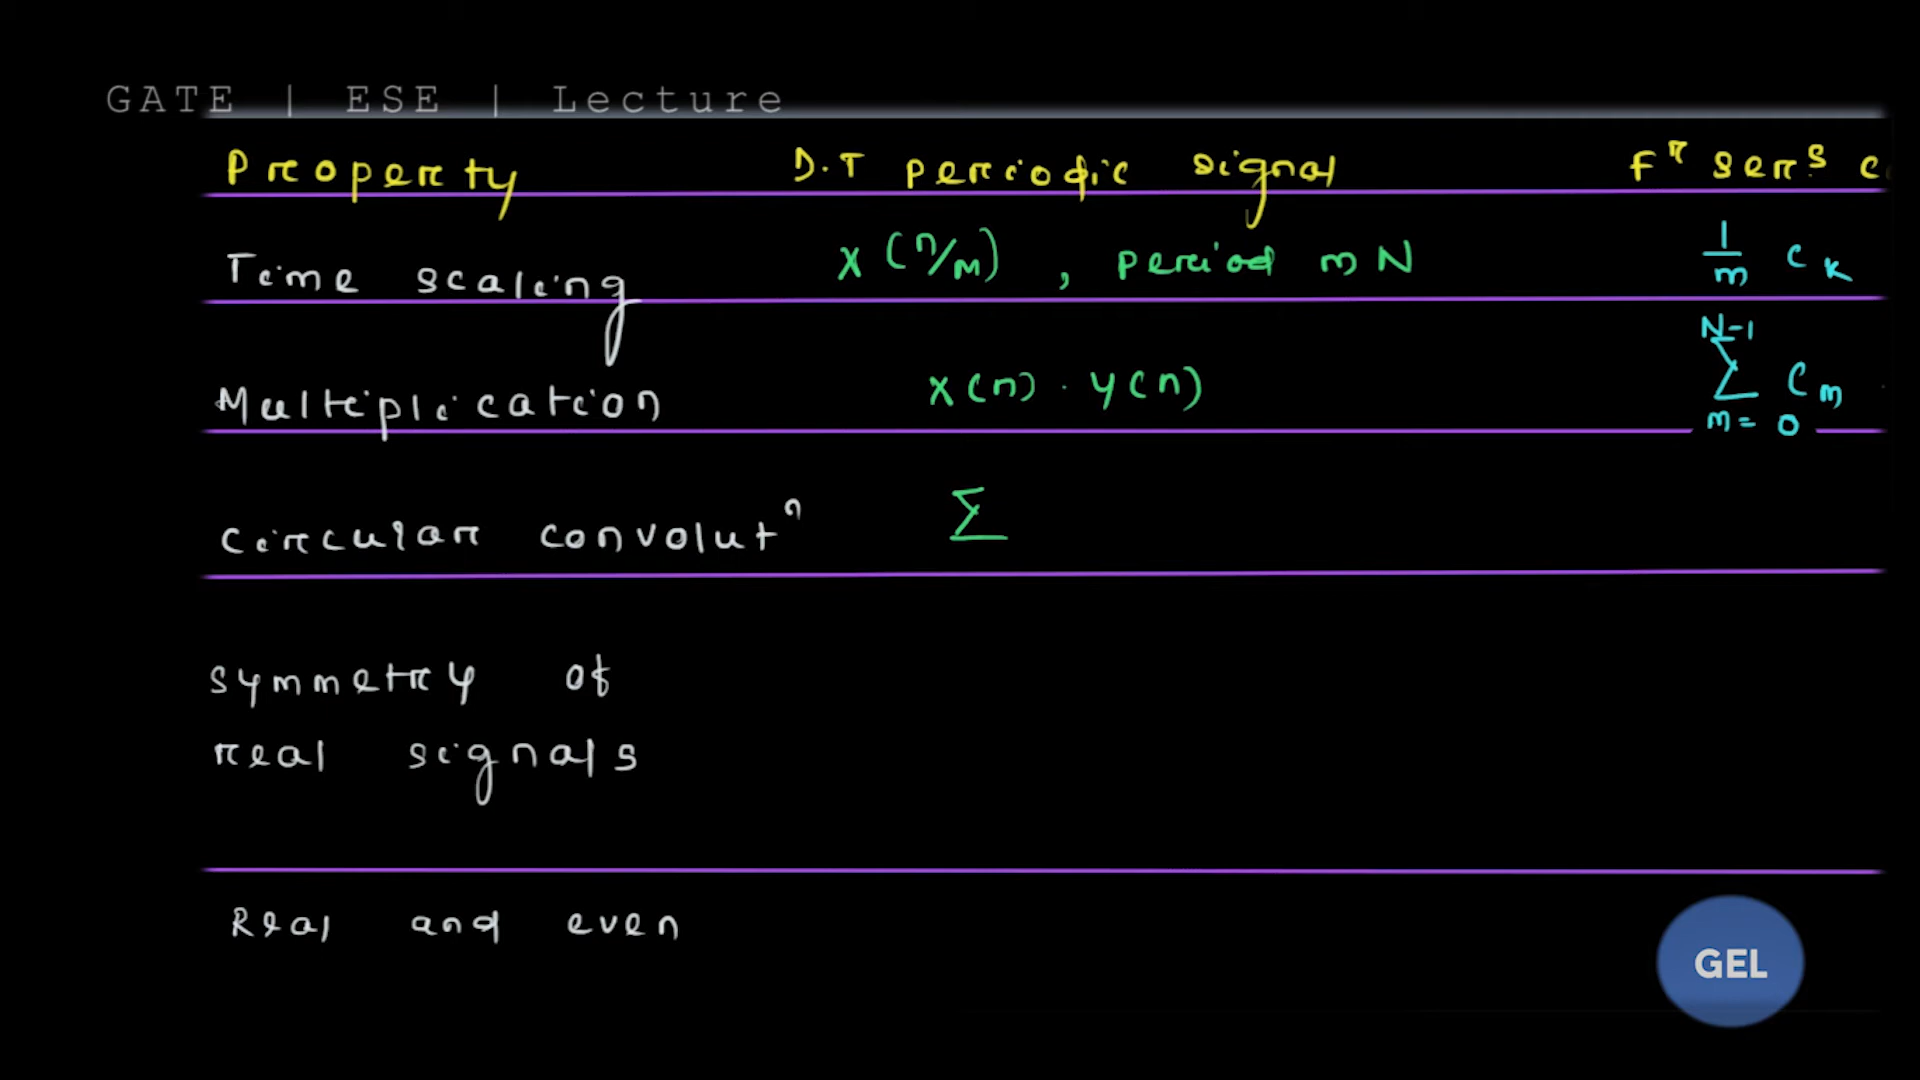 GATE | ESE | Lecture
Property D.T periodic signal Fʳ serˢ c
Time scaling x(n/m), period mN 1/m cₖ
Multiplication x(n) · y(n) N-1 Σ m=0 Cₘ
Circular convolutⁿ Σ
symmetry of
real signals
Real and even
GEL